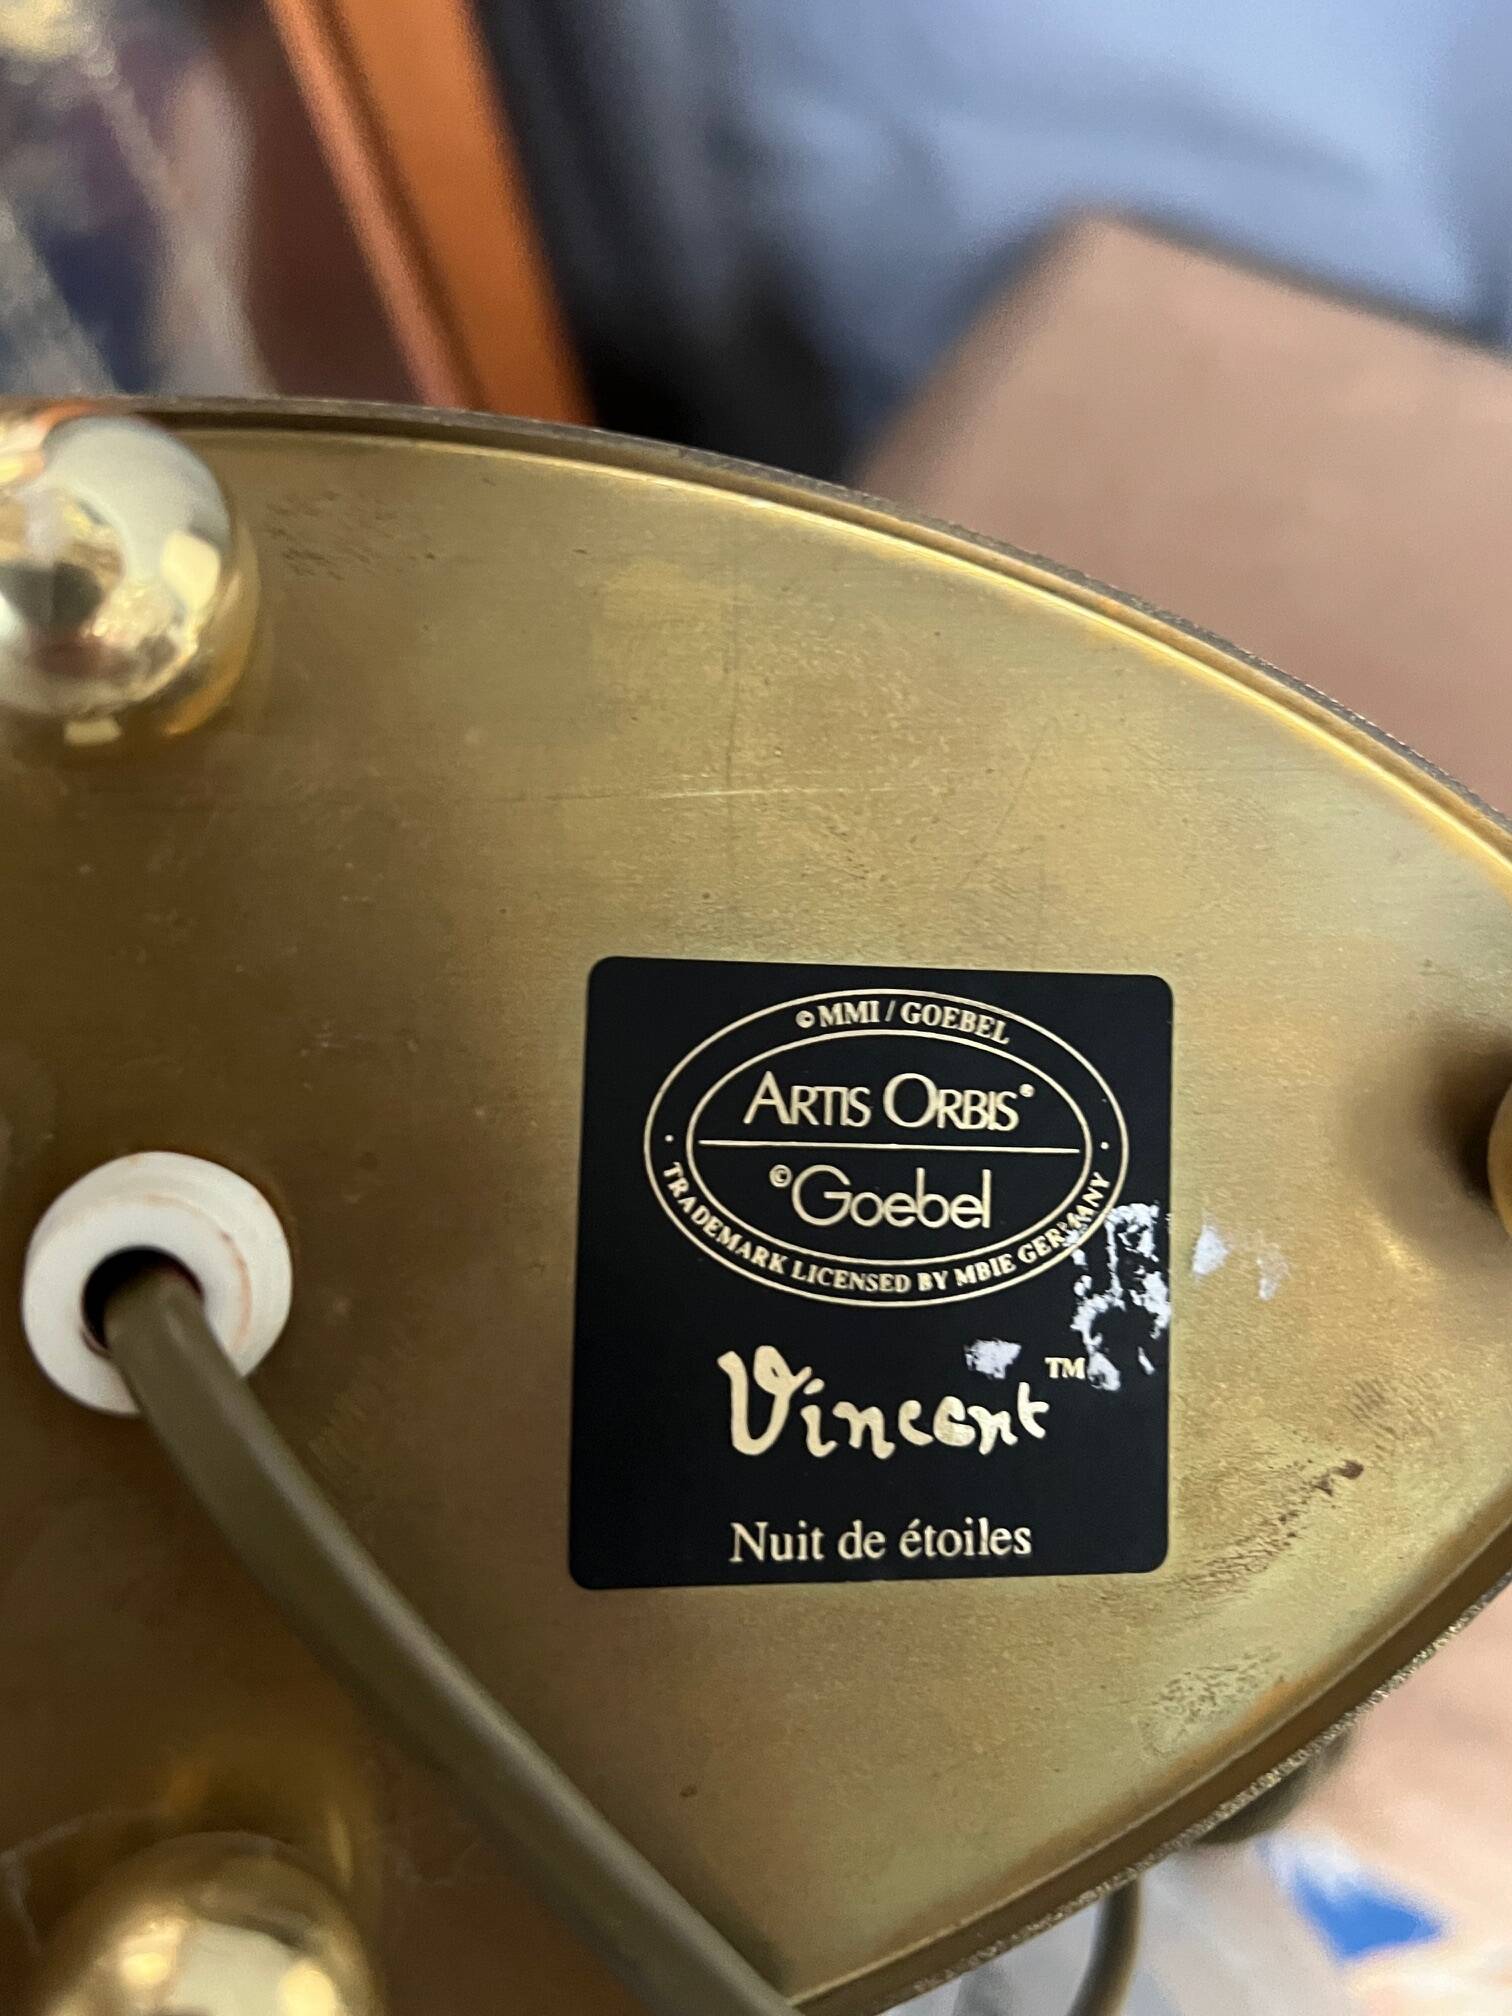 © MMI / GOEBEL
ARTIS ORBIS®
© Goebel
TRADEMARK LICENSED BY MBIE GERMANY
Vincent™
Nuit de étoiles